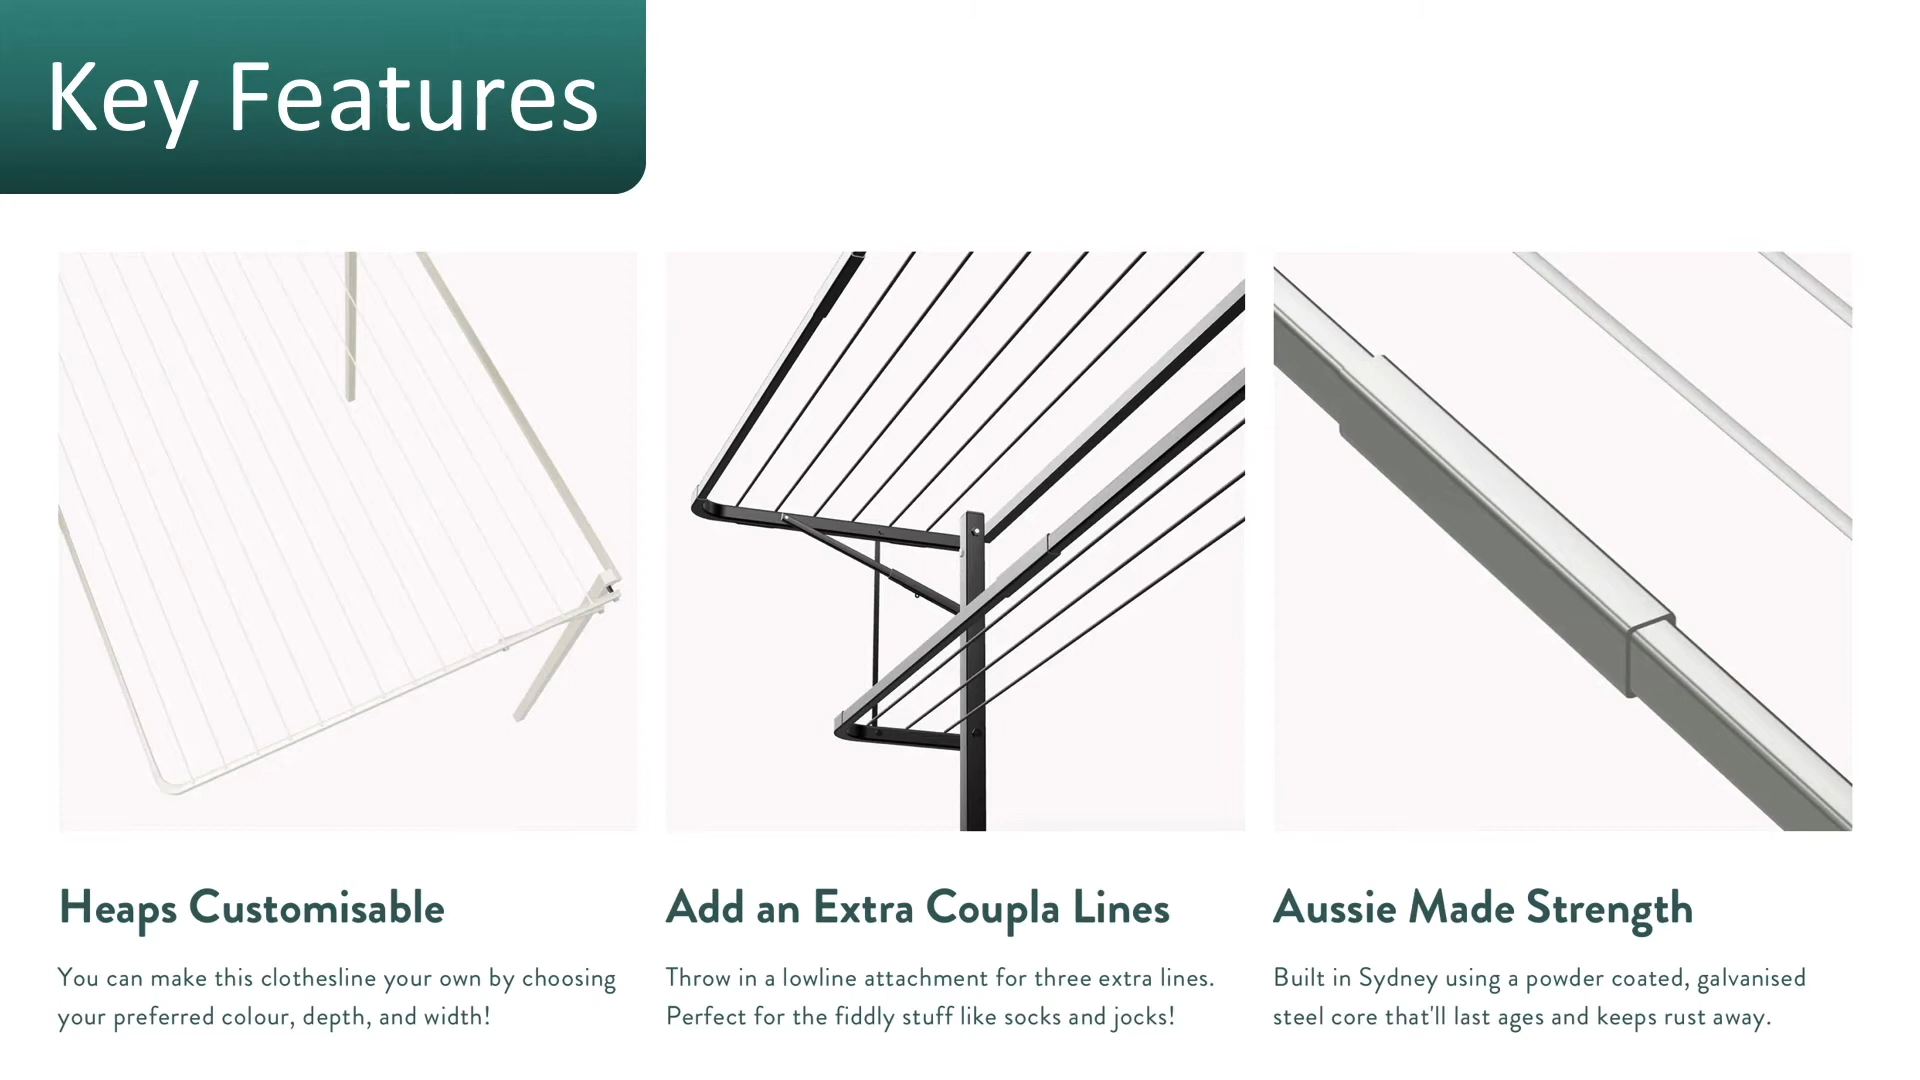 Key Features
Heaps Customisable
You can make this clothesline your own by choosing
your preferred colour, depth, and width!
Add an Extra Coupla Lines
Throw in a lowline attachment for three extra lines.
Perfect for the fiddly stuff like socks and jocks!
Aussie Made Strength
Built in Sydney using a powder coated, galvanised
steel core that'll last ages and keeps rust away.